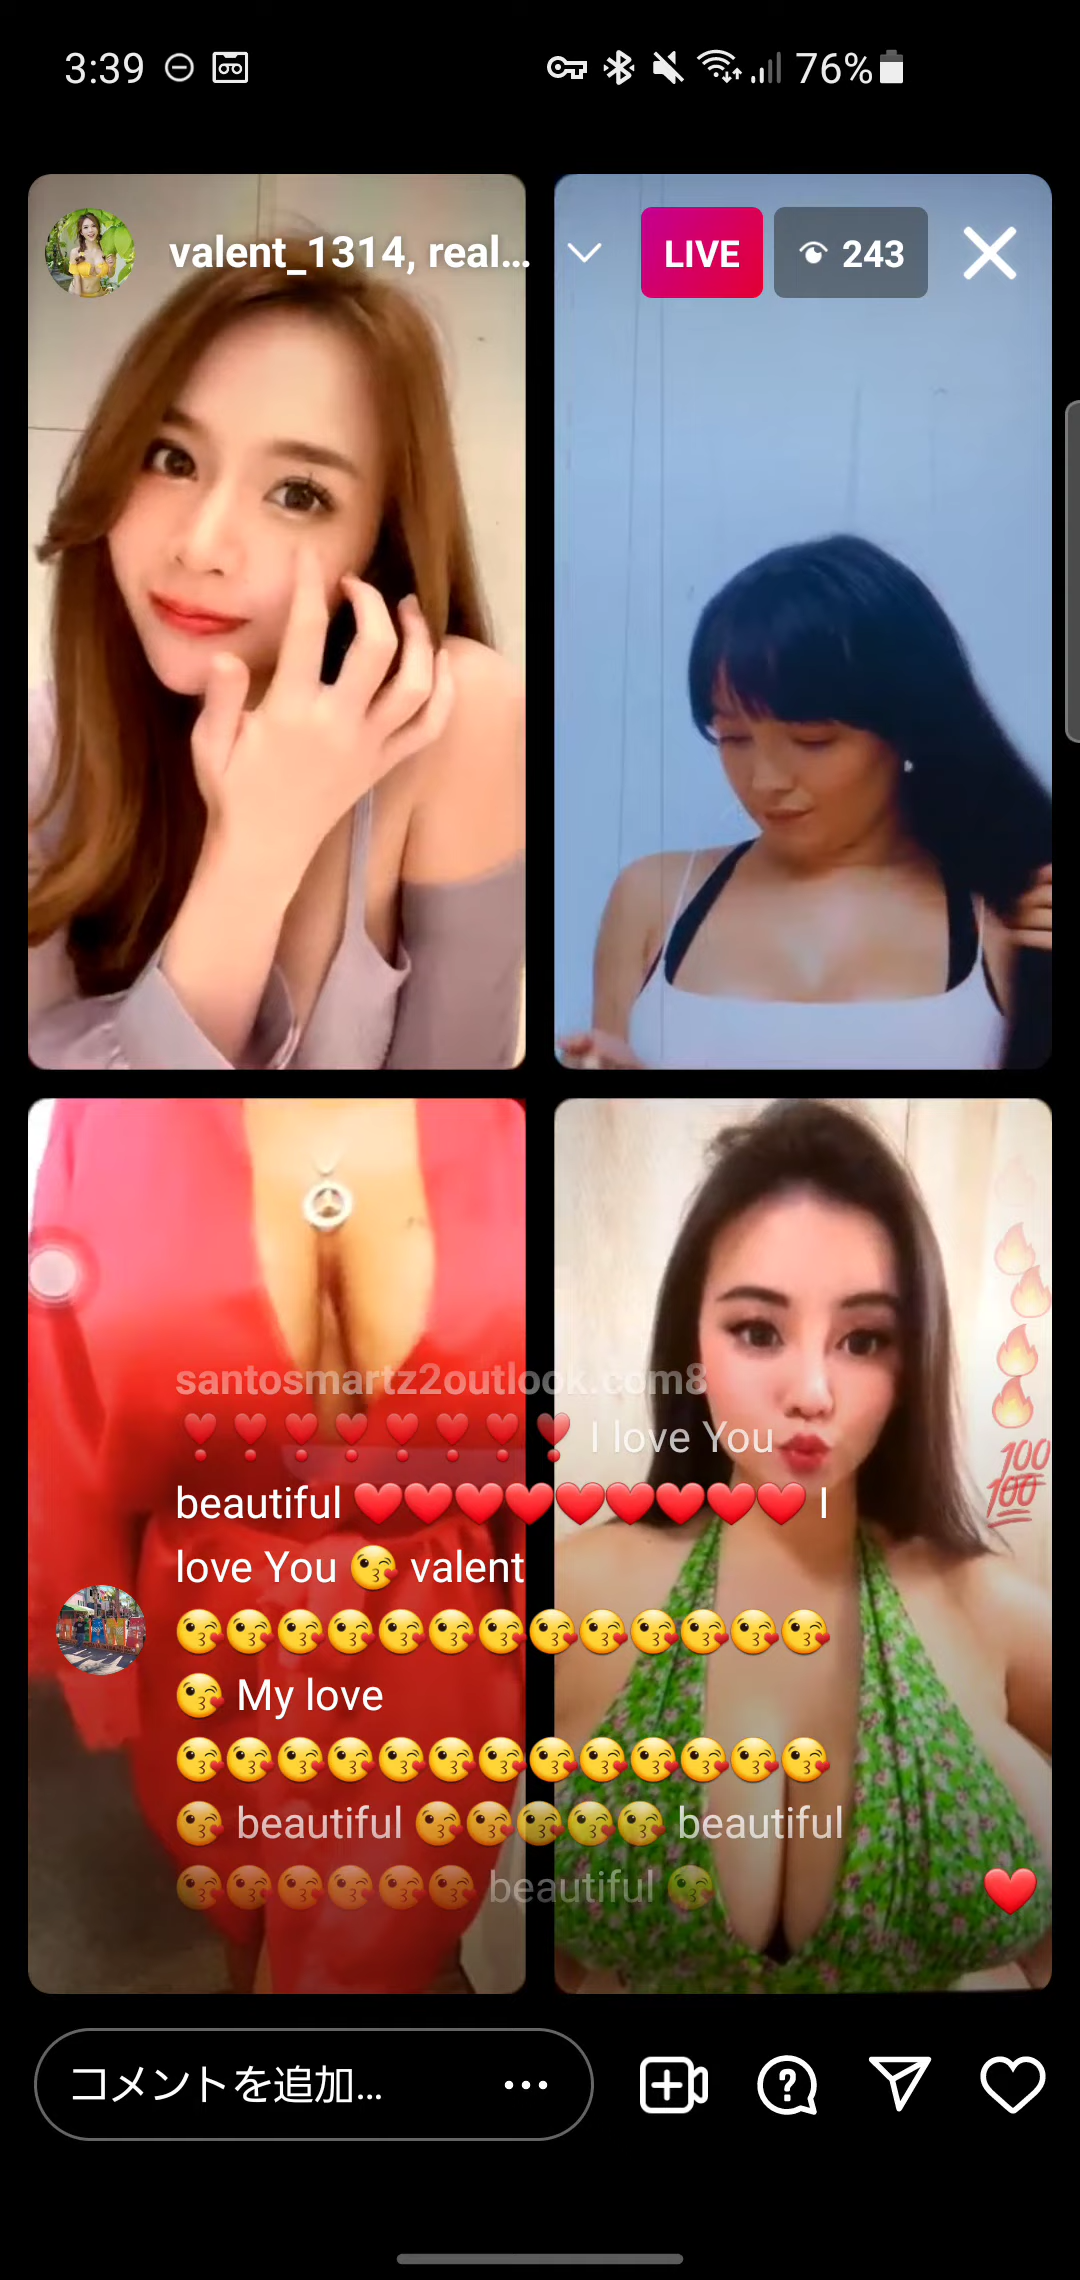 3:39
76%
valent_1314, real...
LIVE
243
santosmartz2outlook.com8
❣❣❣❣❣❣❣❣ I love You
beautiful ❤❤❤❤❤❤❤❤❤ I
love You 😘 valent
😘😘😘😘😘😘😘😘😘😘😘😘😘
😘 My love
😘😘😘😘😘😘😘😘😘😘😘😘😘
😘 beautiful 😘😘😘😘😘 beautiful
😘😘😘😘😘😘 beautiful 😘
100
100
コメントを追加...